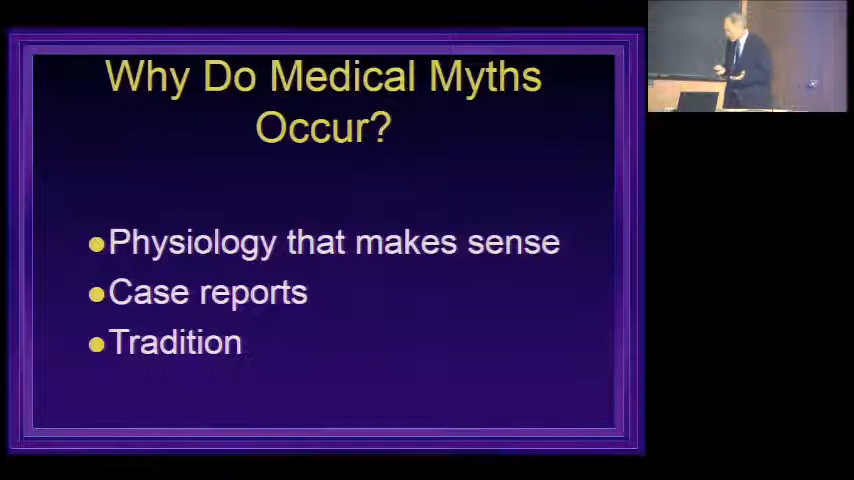 Why Do Medical Myths
Occur?
Physiology that makes sense
Case reports
Tradition